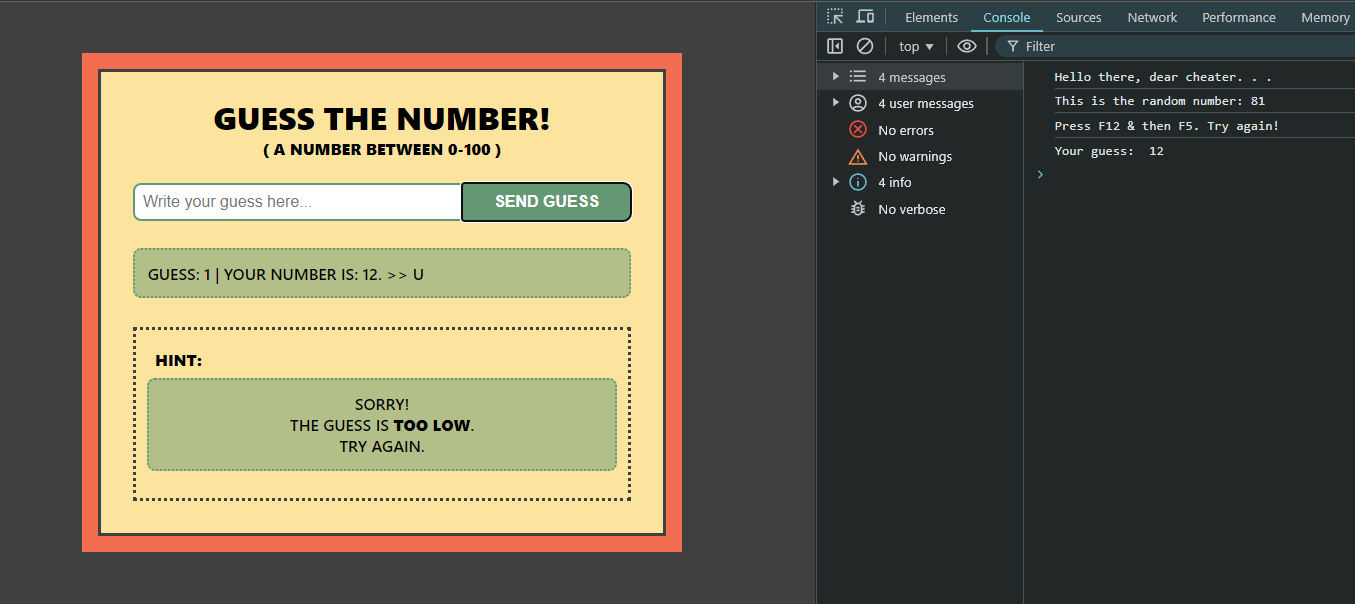 GUESS THE NUMBER!
( A NUMBER BETWEEN 0-100 )
Write your guess here...
SEND GUESS
GUESS: 1 | YOUR NUMBER IS: 12. >> U
HINT:
SORRY!
THE GUESS IS TOO LOW.
TRY AGAIN.
Elements Console Sources Network Performance Memory
top Filter
4 messages
4 user messages
No errors
No warnings
4 info
No verbose
Hello there, dear cheater. . .
This is the random number: 81
Press F12 & then F5. Try again!
Your guess:  12